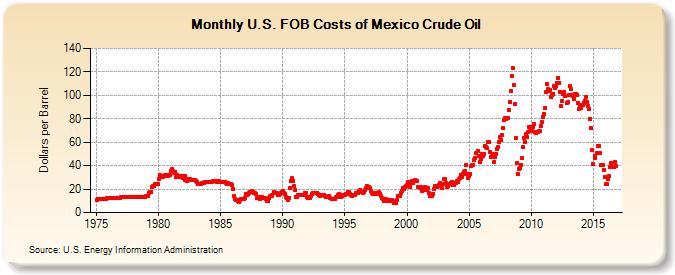 Monthly U.S. FOB Costs of Mexico Crude Oil
Dollars per Barrel
140
120
100
80
60
40
20
0
1975 1980 1985 1990 1995 2000 2005 2010 2015
Source: U.S. Energy Information Administration